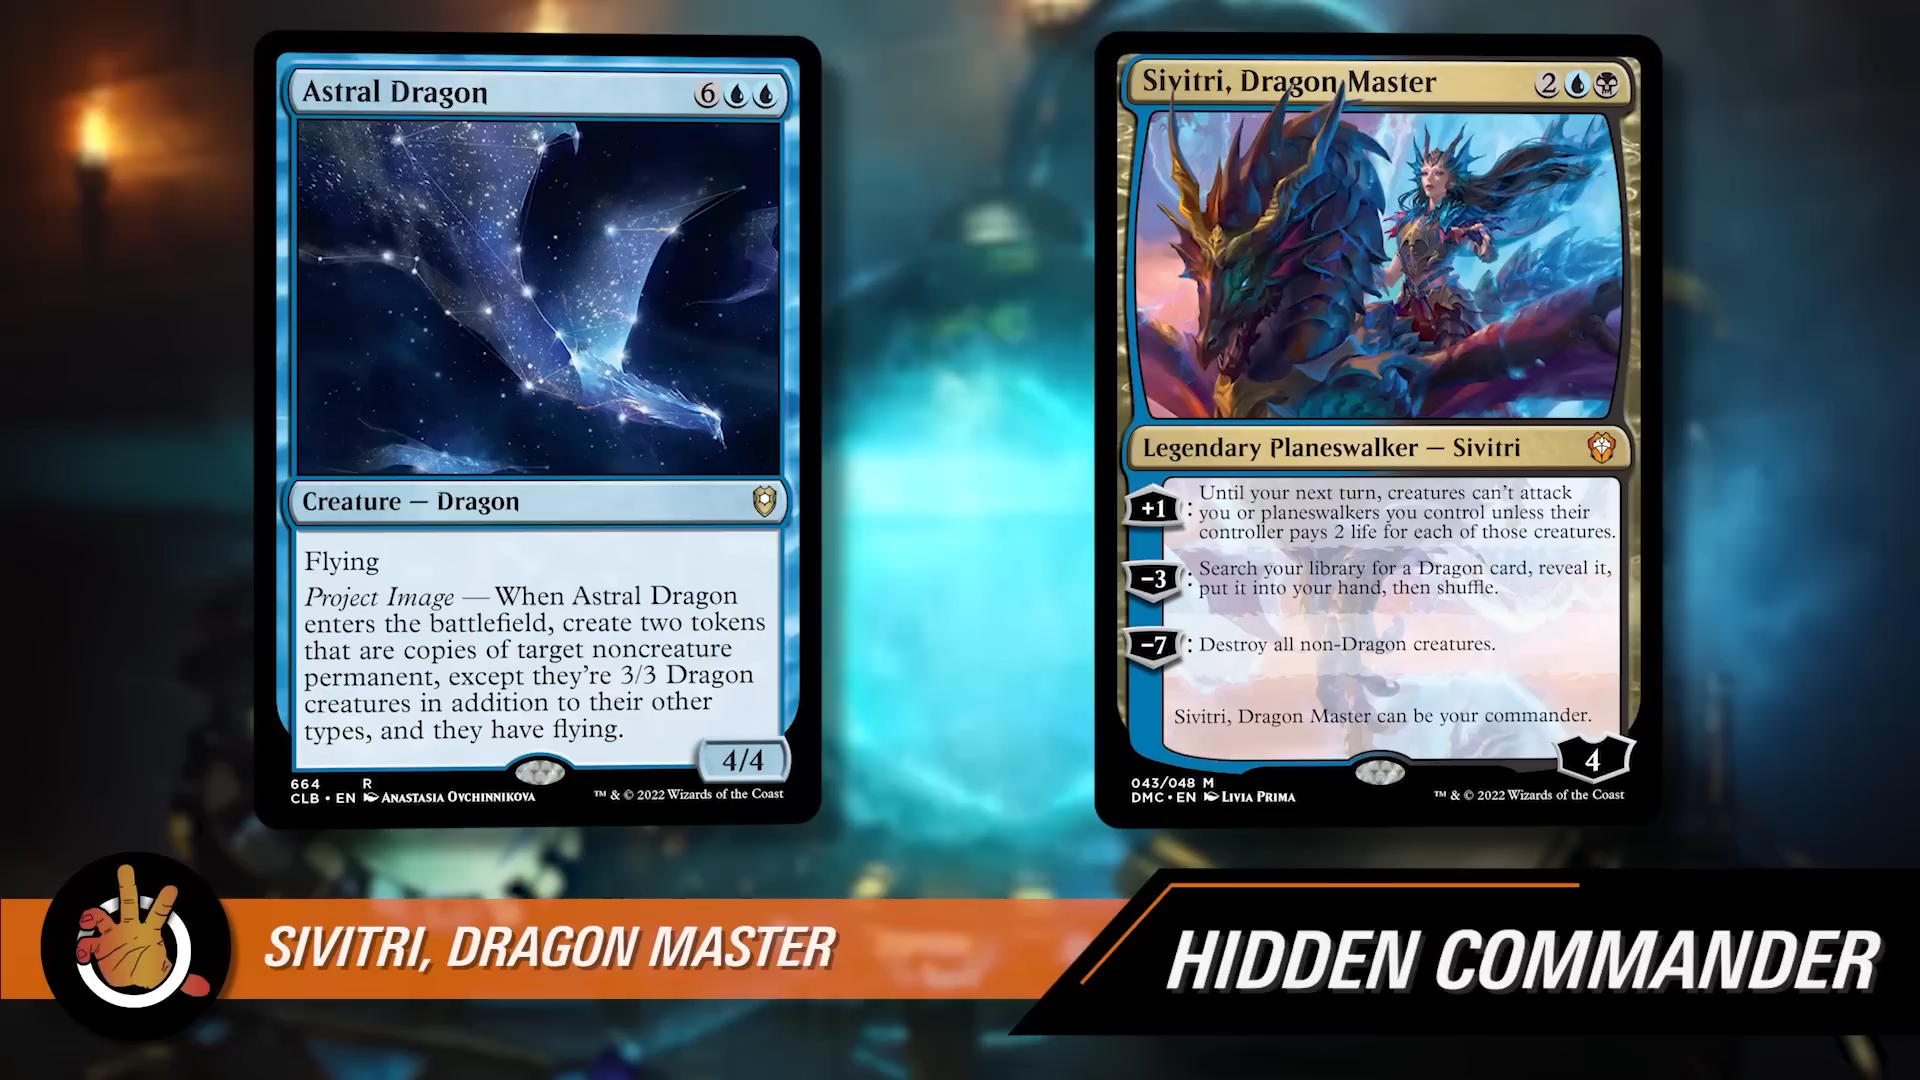 Astral Dragon 6
Creature — Dragon
Flying
Project Image — When Astral Dragon
enters the battlefield, create two tokens
that are copies of target noncreature
permanent, except they're 3/3 Dragon
creatures in addition to their other
types, and they have flying.
4/4
664 R
CLB • EN ANASTASIA OVCHINNIKOVA
™ & © 2022 Wizards of the Coast
Sivitri, Dragon Master 2
Legendary Planeswalker — Sivitri
+1 : Until your next turn, creatures can't attack
you or planeswalkers you control unless their
controller pays 2 life for each of those creatures.
−3 : Search your library for a Dragon card, reveal it,
put it into your hand, then shuffle.
−7 : Destroy all non-Dragon creatures.
Sivitri, Dragon Master can be your commander.
4
043/048 M
DMC • EN LIVIA PRIMA
™ & © 2022 Wizards of the Coast
SIVITRI, DRAGON MASTER
HIDDEN COMMANDER